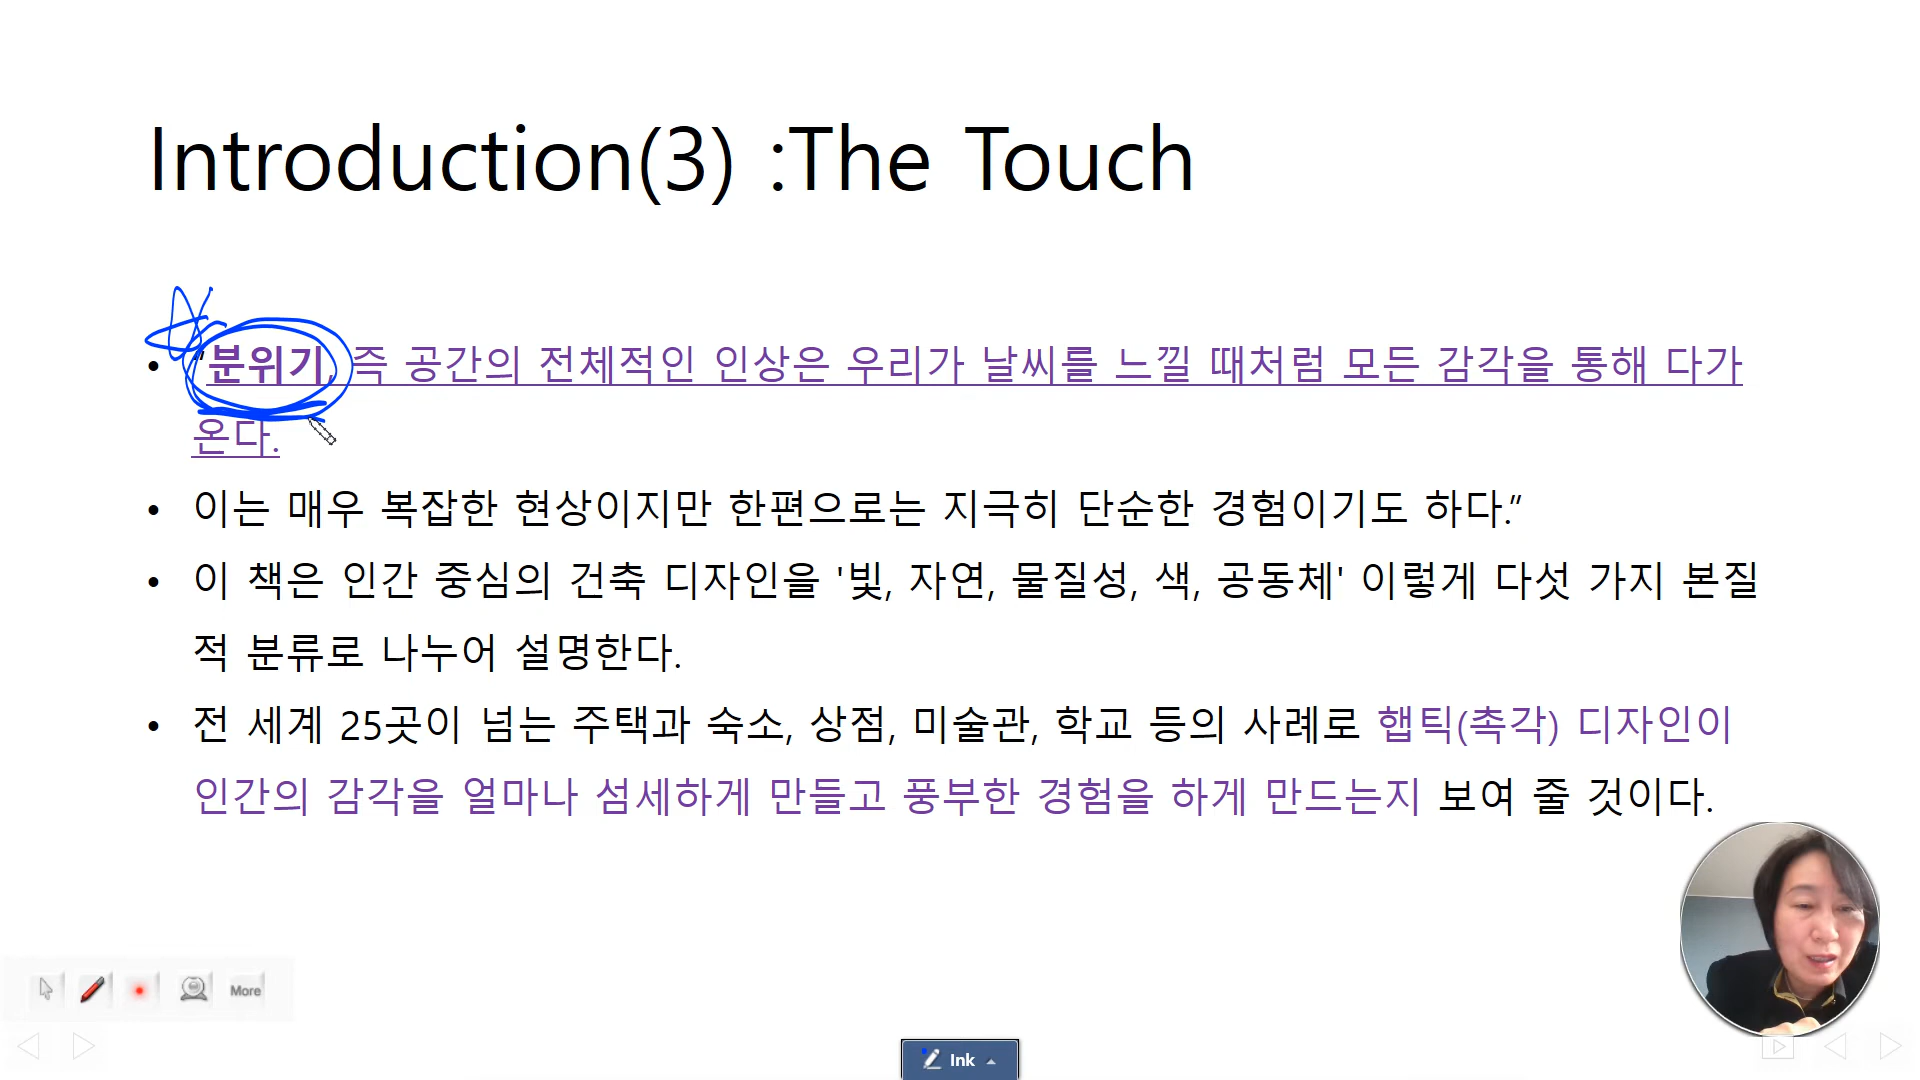 Introduction(3) :The Touch
• “분위기, 즉 공간의 전체적인 인상은 우리가 날씨를 느낄 때처럼 모든 감각을 통해 다가
온다.
• 이는 매우 복잡한 현상이지만 한편으로는 지극히 단순한 경험이기도 하다.”
• 이 책은 인간 중심의 건축 디자인을 '빛, 자연, 물질성, 색, 공동체' 이렇게 다섯 가지 본질
적 분류로 나누어 설명한다.
• 전 세계 25곳이 넘는 주택과 숙소, 상점, 미술관, 학교 등의 사례로 햅틱(촉각) 디자인이
인간의 감각을 얼마나 섬세하게 만들고 풍부한 경험을 하게 만드는지 보여 줄 것이다.
More
Ink